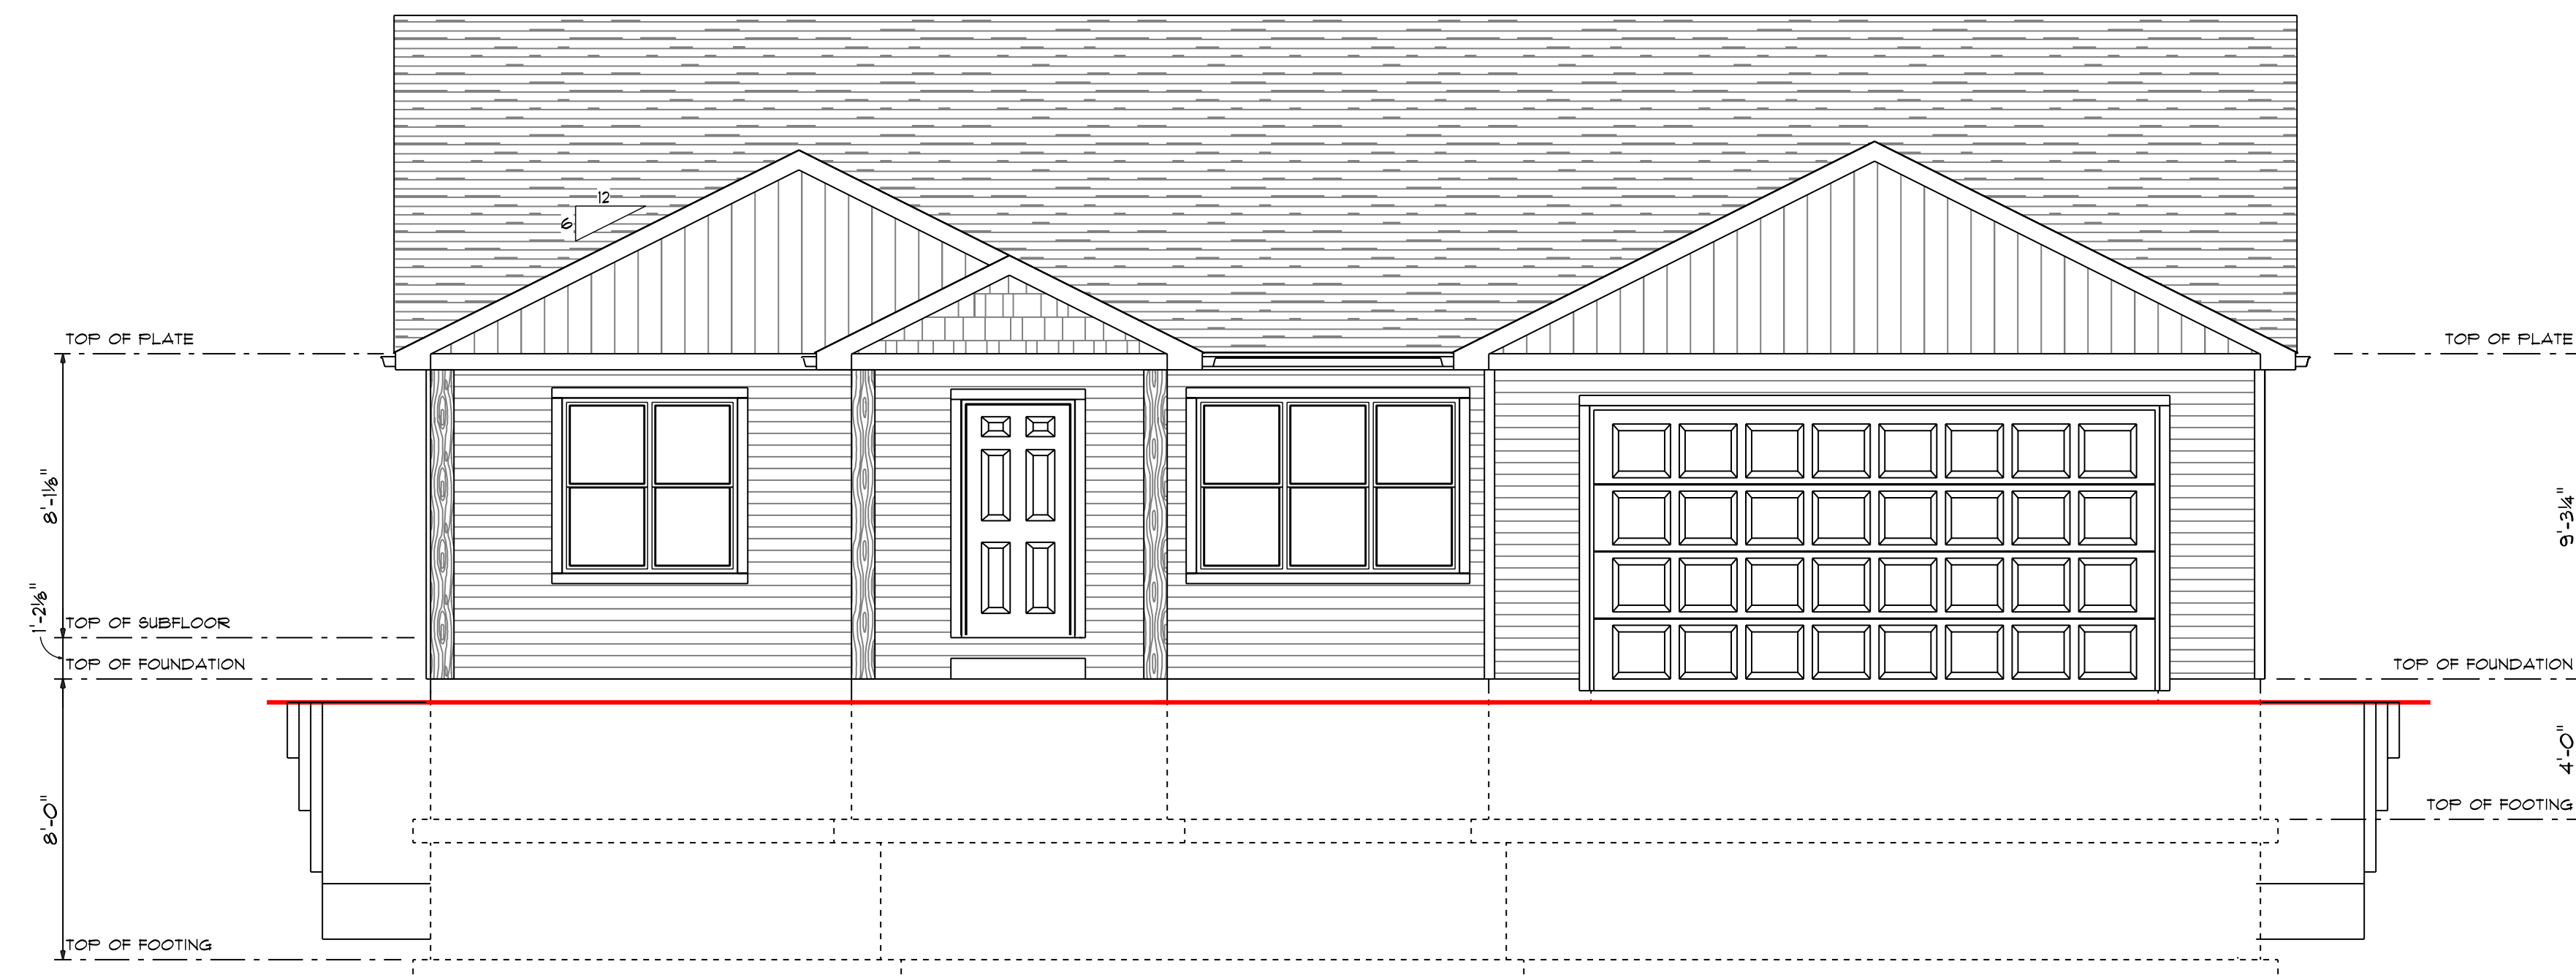 12
6
TOP OF PLATE
TOP OF PLATE
8'-1⅛"
9'-3¼"
1'-2⅛"
TOP OF SUBFLOOR
TOP OF FOUNDATION
TOP OF FOUNDATION
4'-0"
8'-0"
TOP OF FOOTING
TOP OF FOOTING